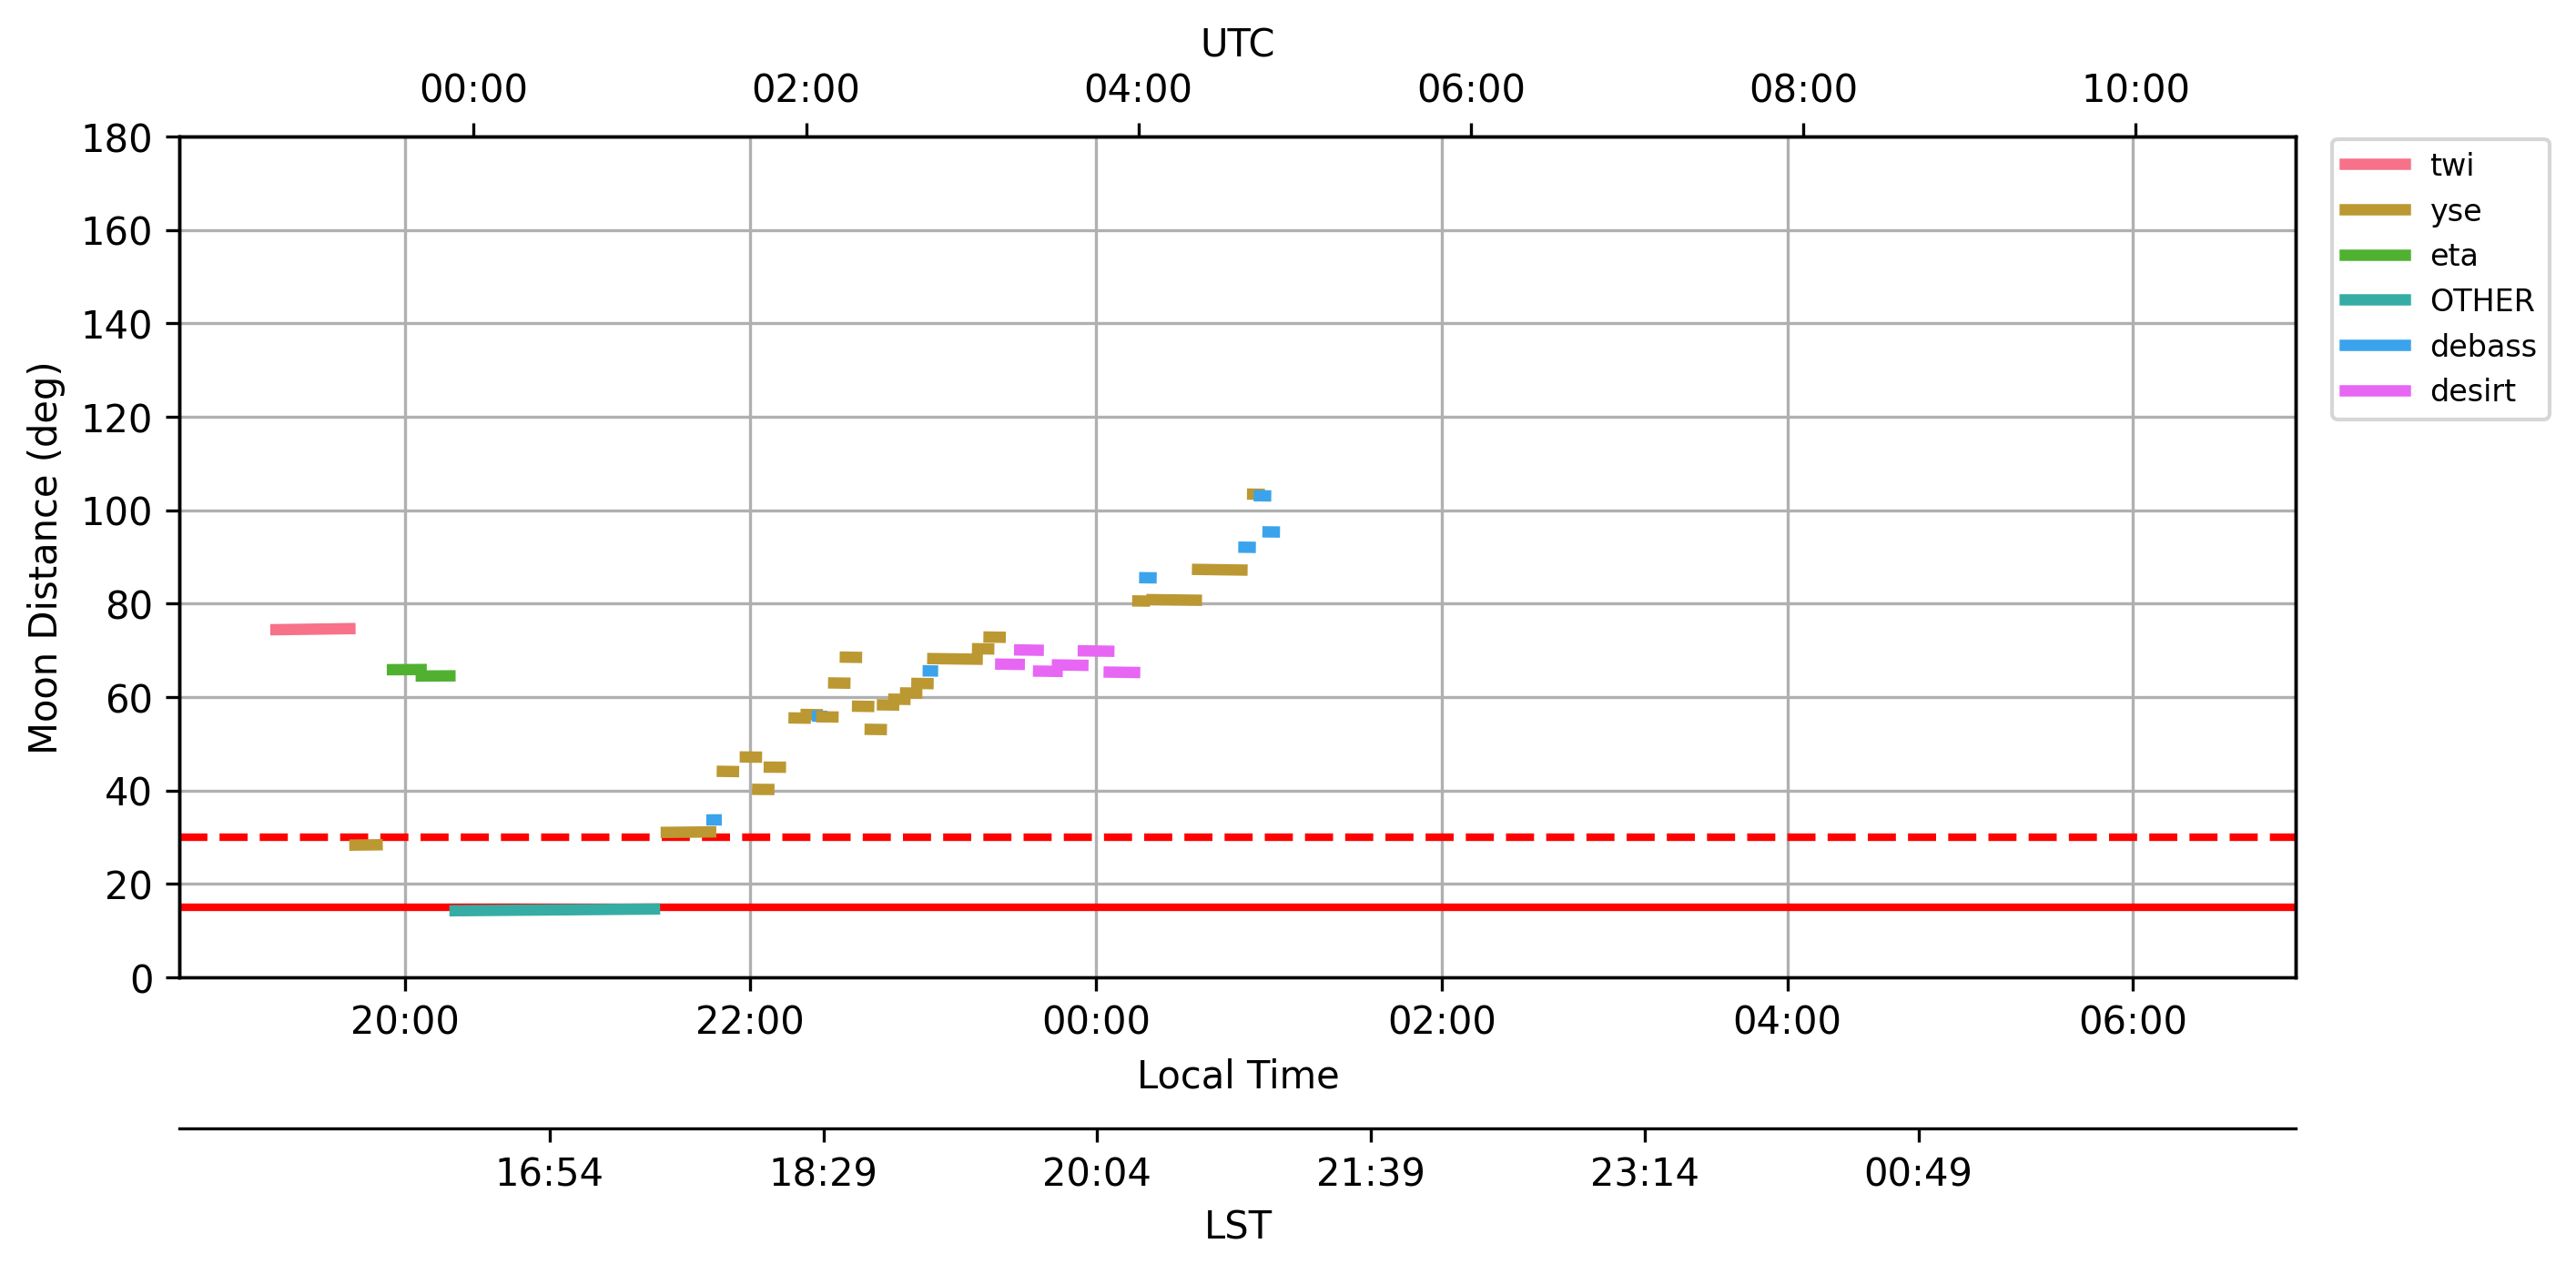 UTC
00:00 02:00 04:00 06:00 08:00 10:00
180
160
140
120
100
80
60
40
20
0
Moon Distance (deg)
twi
yse
eta
OTHER
debass
desirt
20:00 22:00 00:00 02:00 04:00 06:00
Local Time
16:54 18:29 20:04 21:39 23:14 00:49
LST